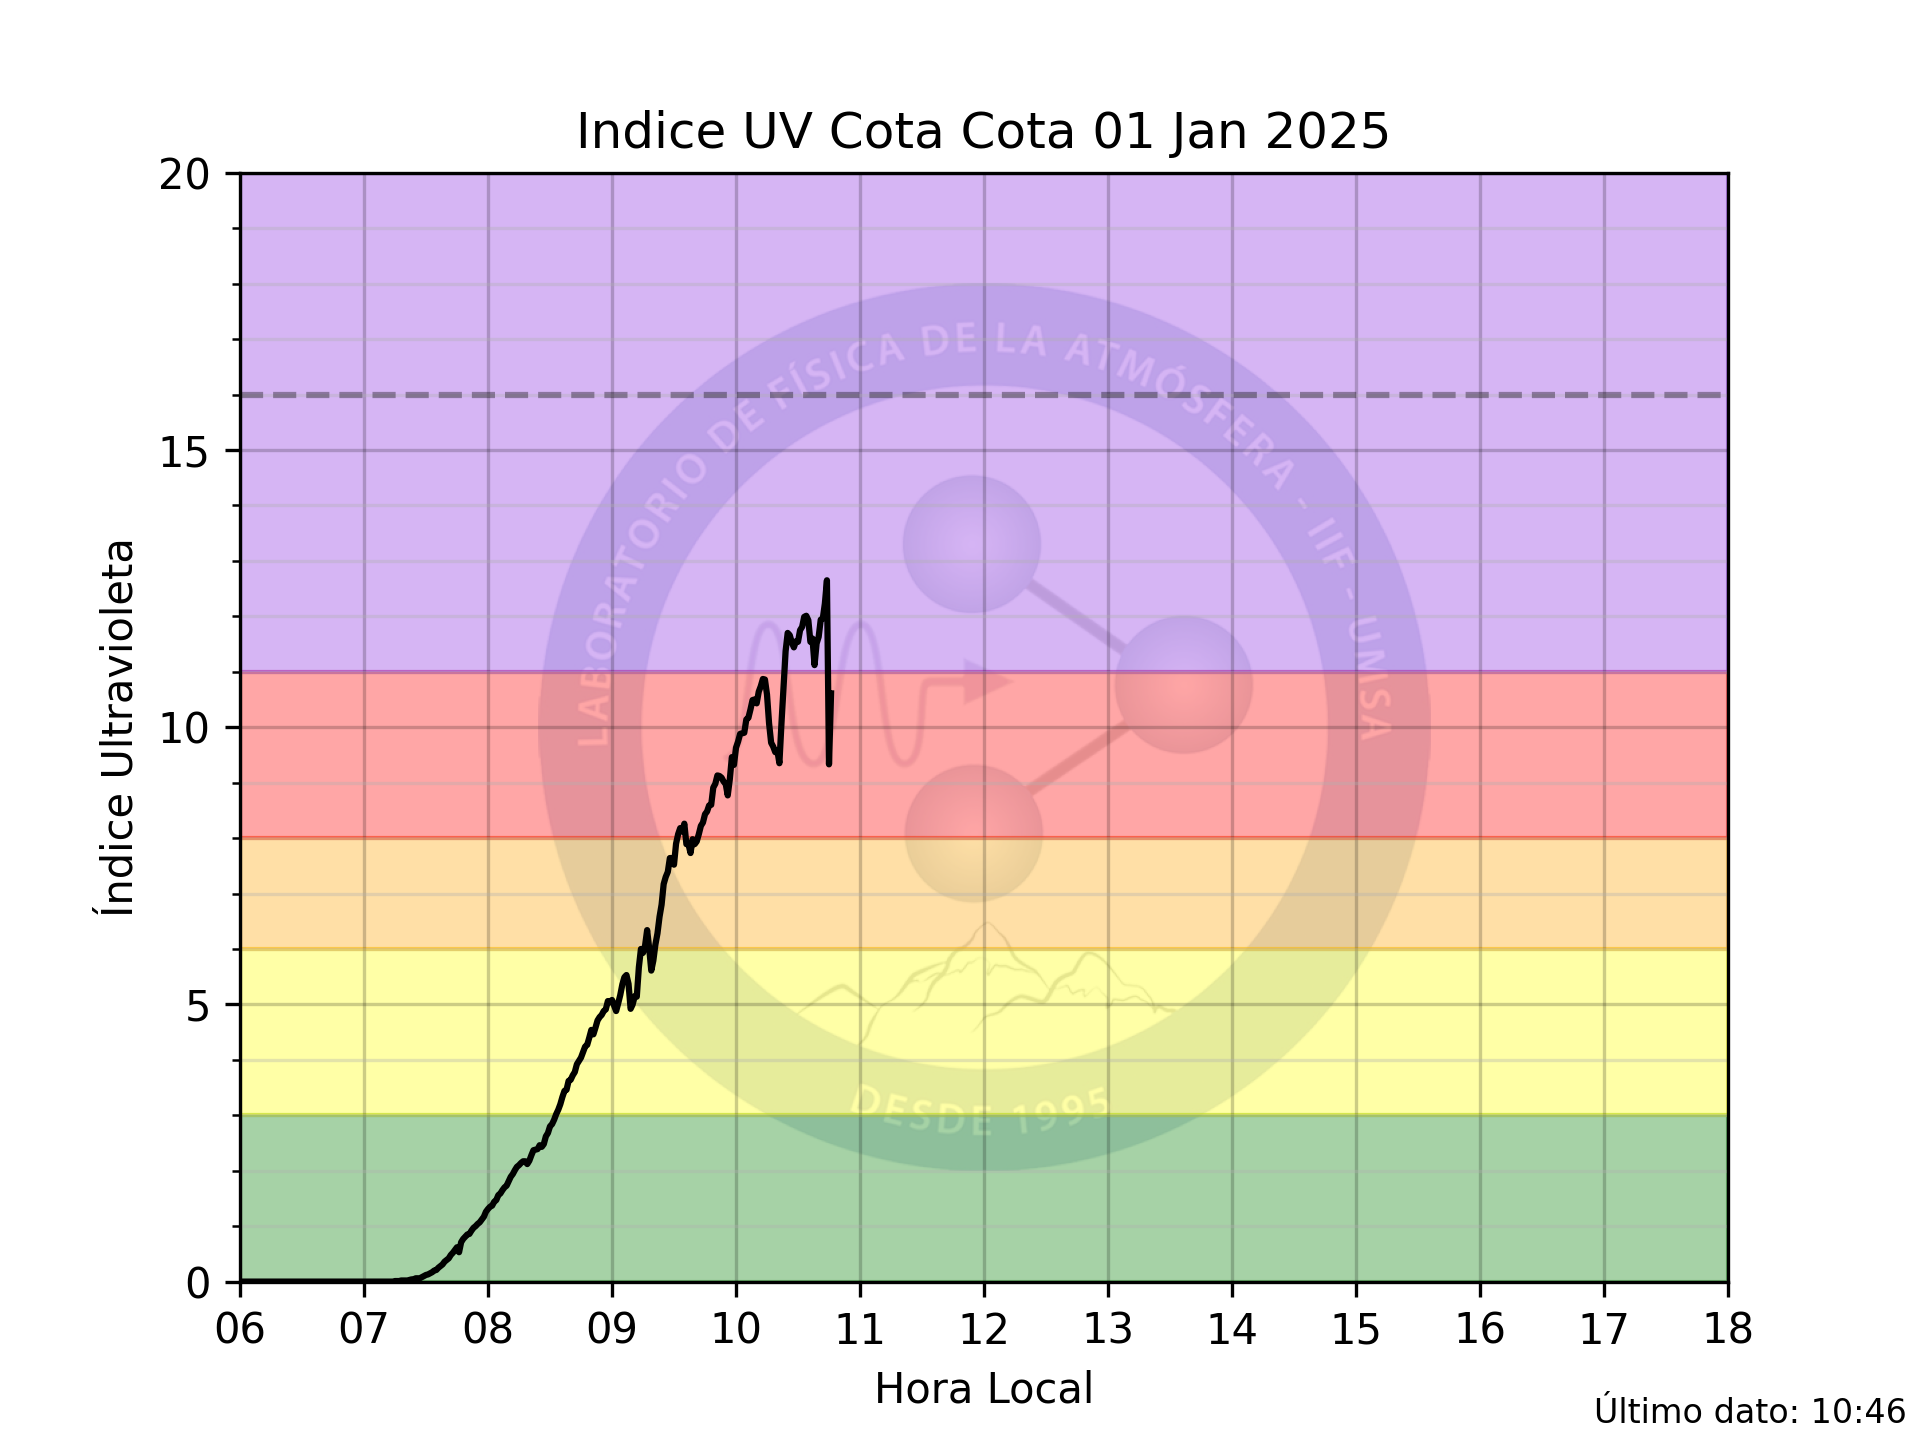 Indice UV Cota Cota 01 Jan 2025
20
15
10
5
0
Índice Ultravioleta
LABORATORIO DE FÍSICA DE LA ATMÓSFERA - IIF - UMSA
DESDE 1995
06 07 08 09 10 11 12 13 14 15 16 17 18
Hora Local
Último dato: 10:46